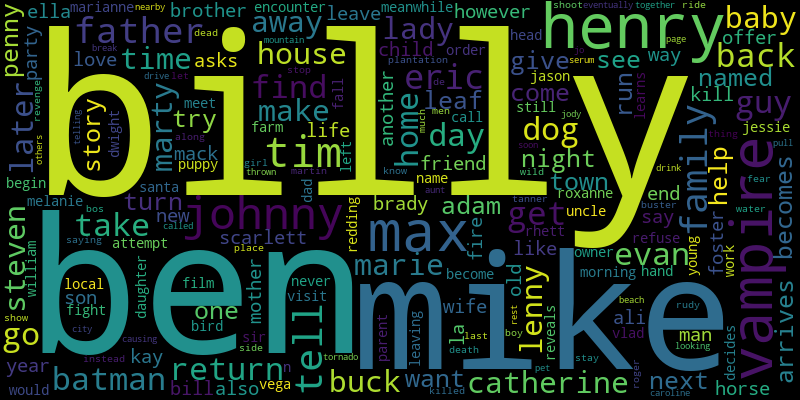 ella
marianne
brother
encounter
meanwhile
however
shoot
eventually
together
ride
nearby
penny
break
father
away
leave
lady
head
baby
dead
party
love
asks
house
child
order
offer
mountain
plantation
page
jo
billy
henry
back
time
find
eric
give
see
way
stop
de
serum
let
drive
fall
jason
named
later
story
dwight
marty
meet
revenge
others
telling
make
another
home
leaf
come
run
learns
kill
guy
along
farm
try
life
still
men
much
call
jody
dog
thing
jessie
puppy
mack
girl
tim
left
day
soon
family
vampire
begin
santa
thrown
martin
dad
know
friend
night
drink
pull
name
aunt
wild
town
fear
help
melanie
turn
johnny
brady
adam
tanner
roxanne
buster
end
water
bos
new
called
redding
get
uncle
say
becomes
steven
saying
take
scarlett
max
fire
rhett
refuse
young
work
foster
arrives
william
attempt
place
like
owner
evan
ben
mike
marie
become
morning
hand
local
son
daughter
film
mother
never
old
beach
rudy
show
fight
one
visit
tell
wife
lenny
boy
rest
reveals
ali
man
looking
go
city
bird
parent
leaving
la
last
vlad
decides
causing
sir
side
death
stay
year
kay
return
tornado
instead
n
pet
next
horse
would
batman
bill
also
vega
buck
want
killed
catherine
roger
caroline